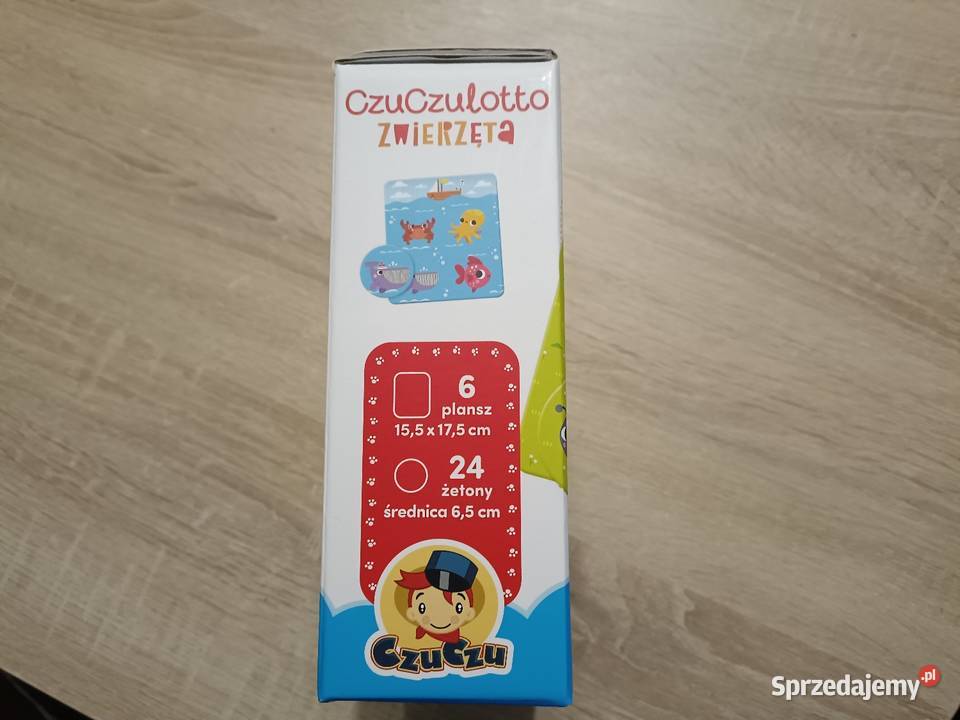 CzuCzulotto
ZWIERZĘTA
6
plansz
15,5 x 17,5 cm
24
żetony
średnica 6,5 cm
CzuCzu
Sprzedajemy.pl